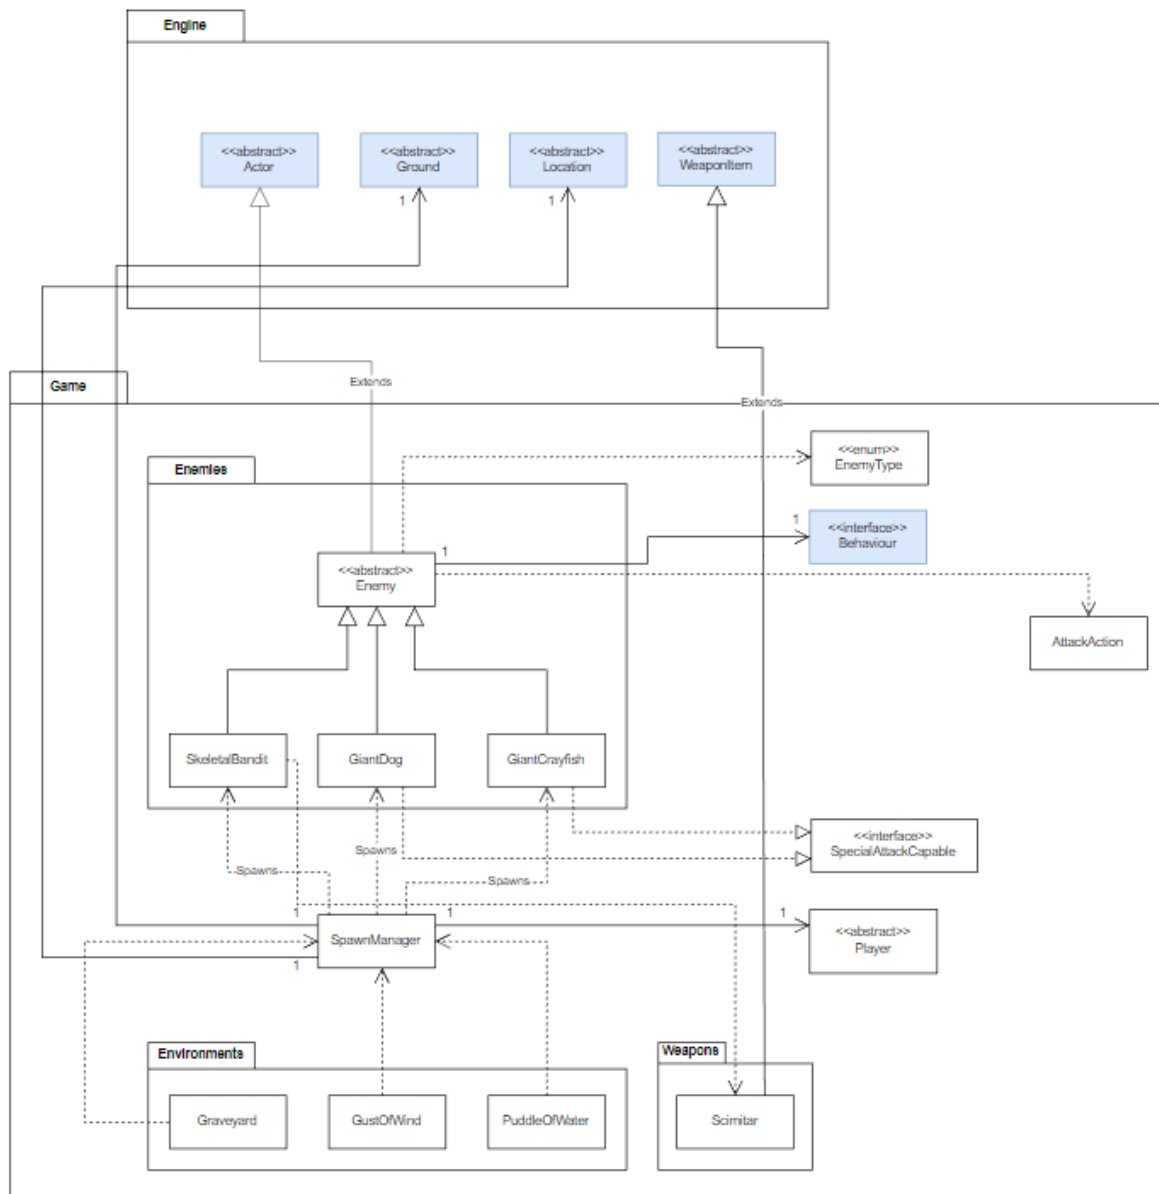 Engine
<<abstract>>
Actor
<<abstract>>
Ground
<<abstract>>
Location
<<abstract>>
WeaponItem
1
1
Game
Extends
Extends
Enemies
<<enum>>
EnemyType
1
1
<<interface>>
Behaviour
<<abstract>>
Enemy
AttackAction
SkeletalBandit
GiantDog
GiantCrayfish
<<interface>>
SpecialAttackCapable
Spawns
Spawns
Spawns
1
1
1
SpawnManager
<<abstract>>
Player
1
Environments
Weapons
Graveyard
GustOfWind
PuddleOfWater
Scimitar